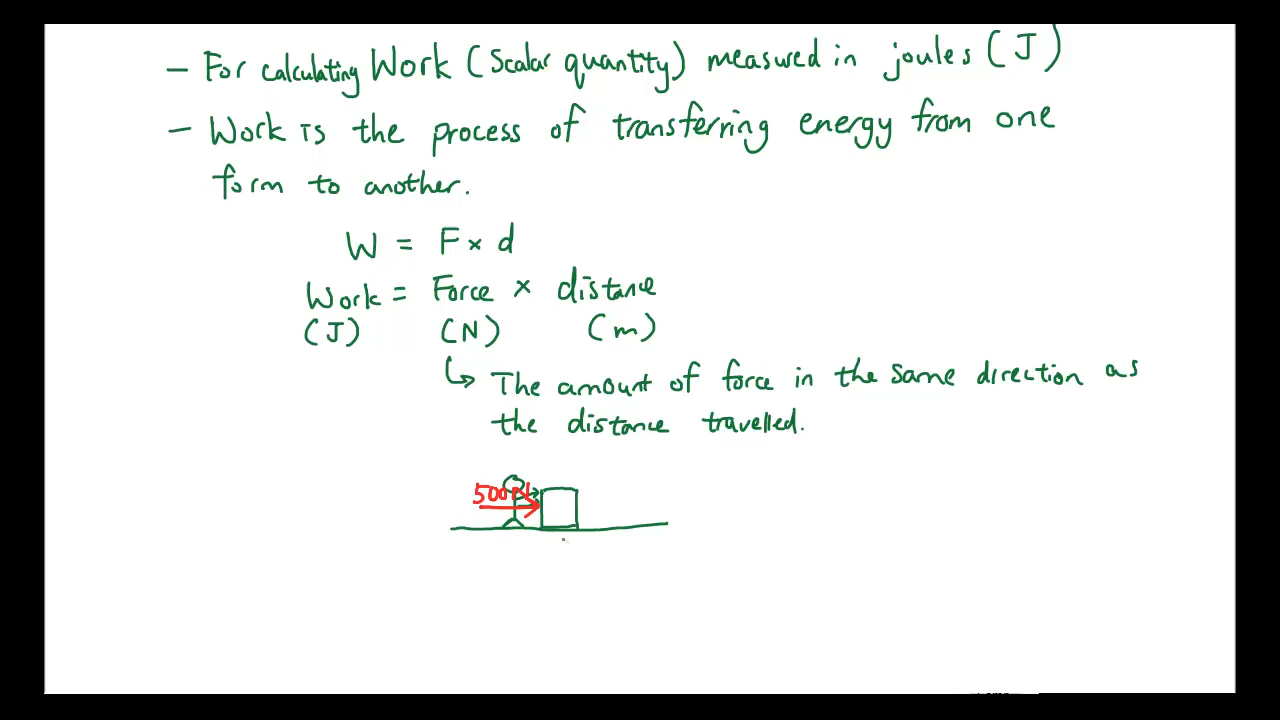 - For calculating Work (Scalar quantity) measured in joules (J)
- Work is the process of transferring energy from one
form to another.
W = F × d
Work = Force × distance
(J) (N) (m)
↳ The amount of force in the same direction as
the distance travelled.
500N